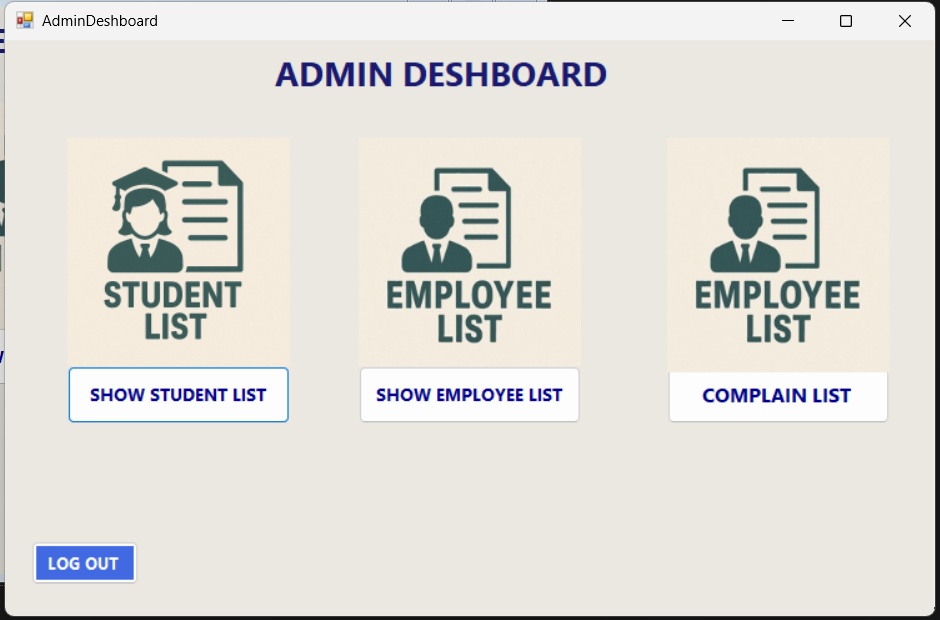 AdminDeshboard
ADMIN DESHBOARD
STUDENT
LIST
EMPLOYEE
LIST
EMPLOYEE
LIST
SHOW STUDENT LIST
SHOW EMPLOYEE LIST
COMPLAIN LIST
LOG OUT